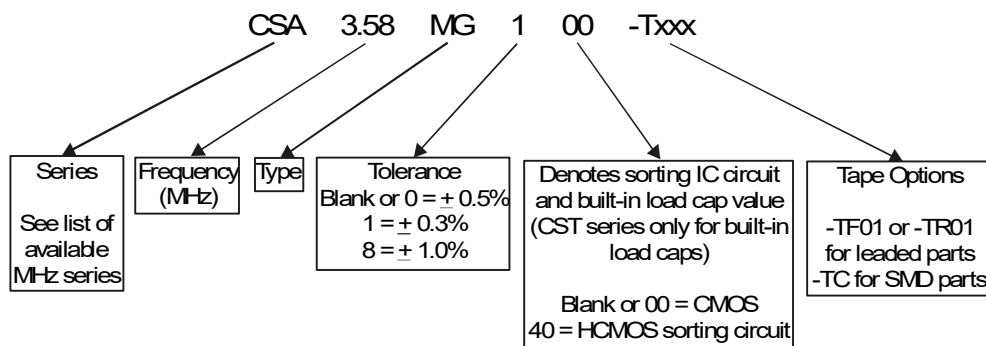 CSA 3.58 MG 1 00 -Txxx
Series
See list of
available
MHz series
Frequency
(MHz)
Type
Tolerance
Blank or 0 = ± 0.5%
1 = ± 0.3%
8 = ± 1.0%
Denotes sorting IC circuit
and built-in load cap value
(CST series only for built-in
load caps)
Blank or 00 = CMOS
40 = HCMOS sorting circuit
Tape Options
-TF01 or -TR01
for leaded parts
-TC for SMD parts